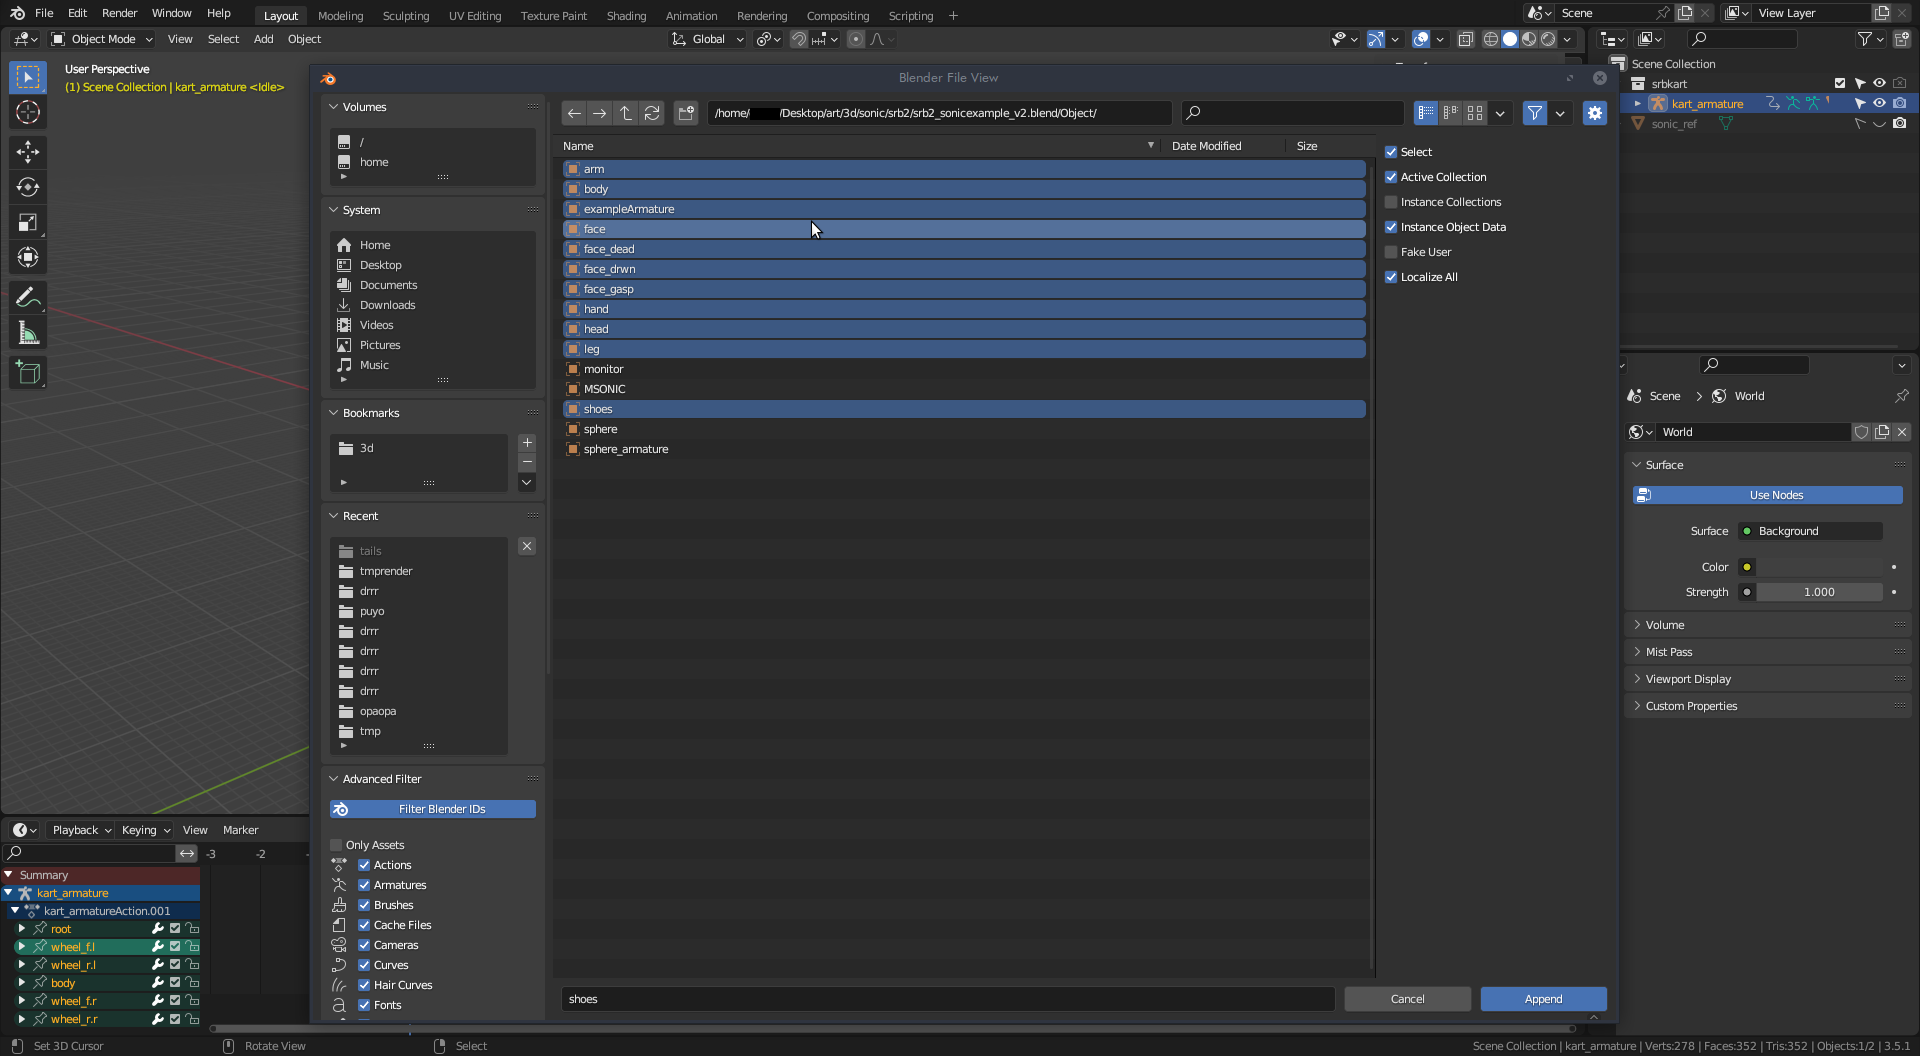 File Edit Render Window Help Layout Modeling Sculpting UV Editing Texture Paint Shading Animation Rendering Compositing Scripting + Scene View Layer
Object Mode View Select Add Object Global
User Perspective
(1) Scene Collection | kart_armature <Idle>
Blender File View
Volumes
/
home
System
Home
Desktop
Documents
Downloads
Videos
Pictures
Music
Bookmarks
3d
Recent
tails
tmprender
drrr
puyo
drrr
drrr
drrr
drrr
opaopa
tmp
Advanced Filter
Filter Blender IDs
Only Assets
Actions
Armatures
Brushes
Cache Files
Cameras
Curves
Hair Curves
Fonts
/home/ /Desktop/art/3d/sonic/srb2/srb2_sonicexample_v2.blend/Object/
Name Date Modified Size
arm
body
exampleArmature
face
face_dead
face_drwn
face_gasp
hand
head
leg
monitor
MSONIC
shoes
sphere
sphere_armature
Select
Active Collection
Instance Collections
Instance Object Data
Fake User
Localize All
shoes
Cancel
Append
Scene Collection
srbkart
kart_armature
sonic_ref
Scene > World
World
Surface
Use Nodes
Surface Background
Color
Strength 1.000
Volume
Mist Pass
Viewport Display
Custom Properties
Playback Keying View Marker
-3 -2
Summary
kart_armature
kart_armatureAction.001
root
wheel_f.l
wheel_r.l
body
wheel_f.r
wheel_r.r
Set 3D Cursor Rotate View Select Scene Collection | kart_armature | Verts:278 | Faces:352 | Tris:352 | Objects:1/2 | 3.5.1